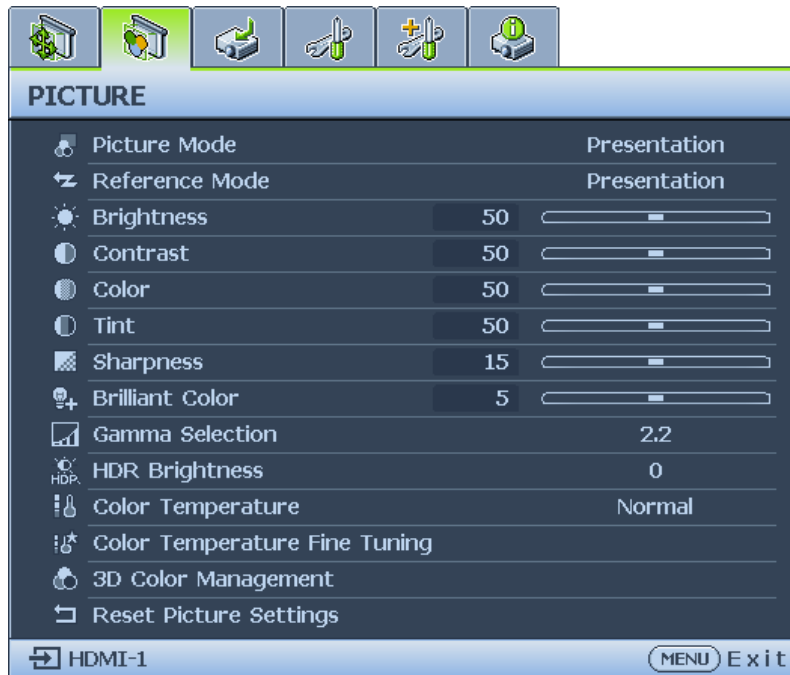 PICTURE
Picture Mode Presentation
Reference Mode Presentation
Brightness 50
Contrast 50
Color 50
Tint 50
Sharpness 15
Brilliant Color 5
Gamma Selection 2.2
HDR Brightness 0
Color Temperature Normal
Color Temperature Fine Tuning
3D Color Management
Reset Picture Settings
HDMI-1 MENU Exit